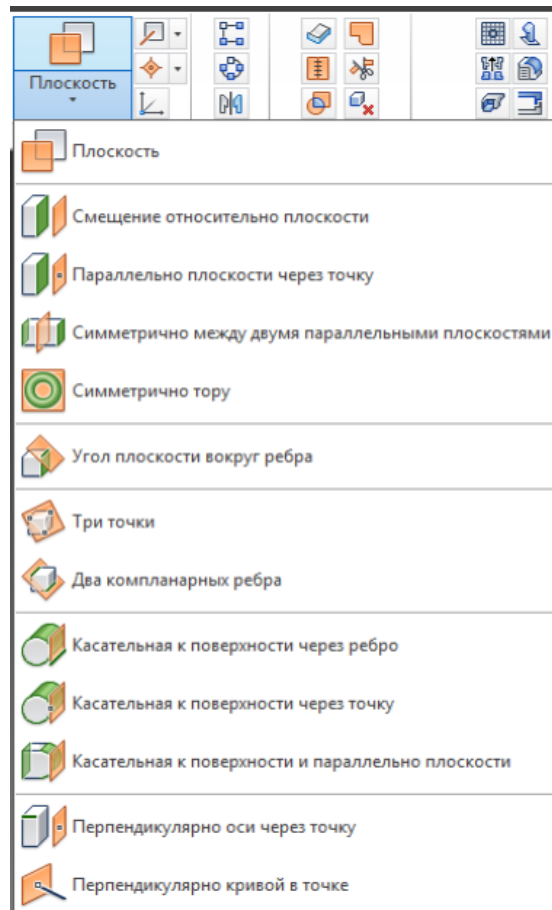 Плоскость
Плоскость
Смещение относительно плоскости
Параллельно плоскости через точку
Симметрично между двумя параллельными плоскостями
Симметрично тору
Угол плоскости вокруг ребра
Три точки
Два компланарных ребра
Касательная к поверхности через ребро
Касательная к поверхности через точку
Касательная к поверхности и параллельно плоскости
Перпендикулярно оси через точку
Перпендикулярно кривой в точке